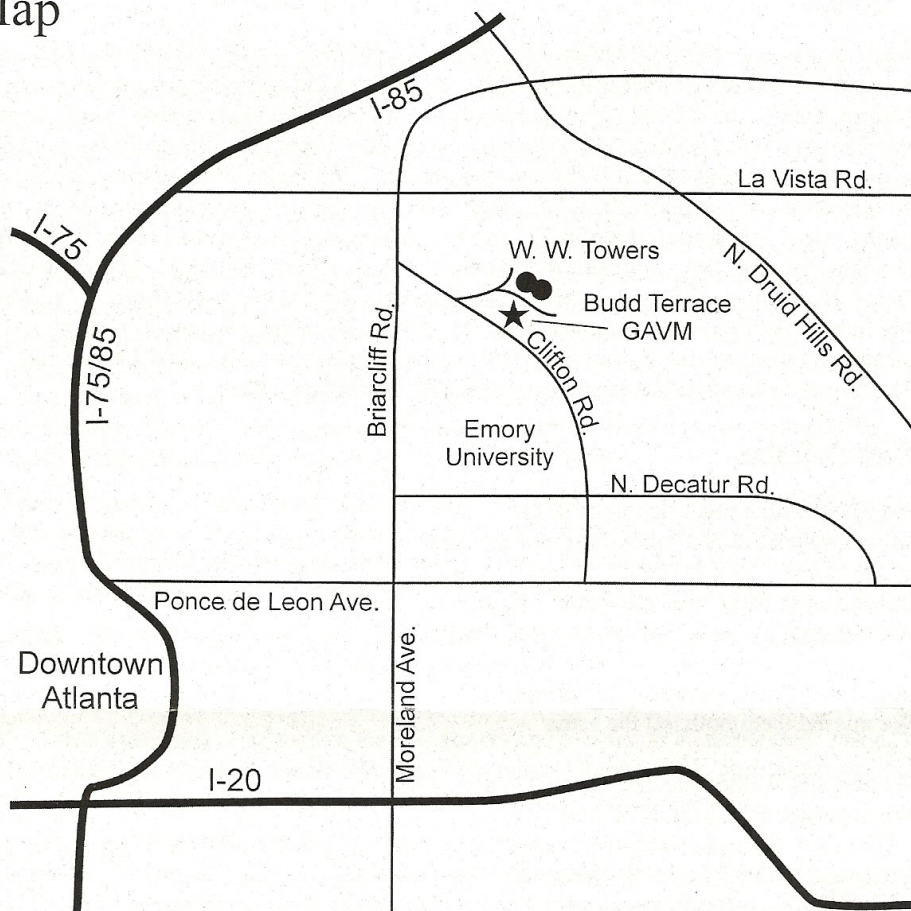 I-85
La Vista Rd.
I-75
W. W. Towers
N. Druid Hills Rd.
Budd Terrace
GAVM
Briarcliff Rd.
I-75/85
Clifton Rd.
Emory
University
N. Decatur Rd.
Ponce de Leon Ave.
Moreland Ave.
Downtown
Atlanta
I-20